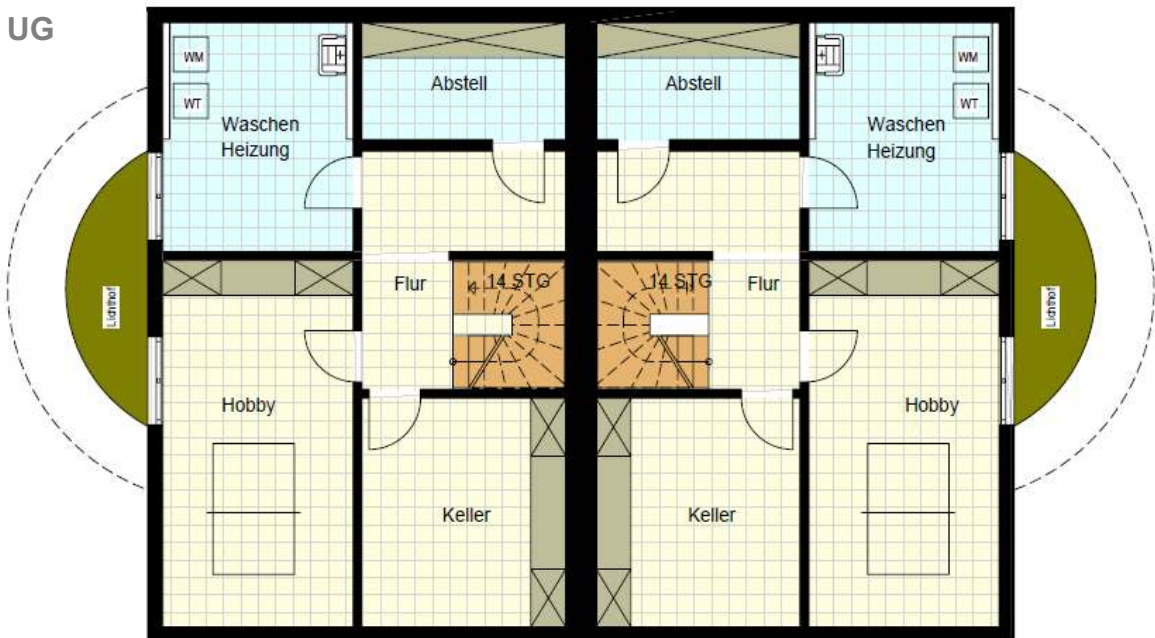 UG
WM
WT
Waschen
Heizung
Abstell
Abstell
Waschen
Heizung
WM
WT
Lichthof
Flur
14 STG
14 STG
Flur
Lichthof
Hobby
Keller
Keller
Hobby